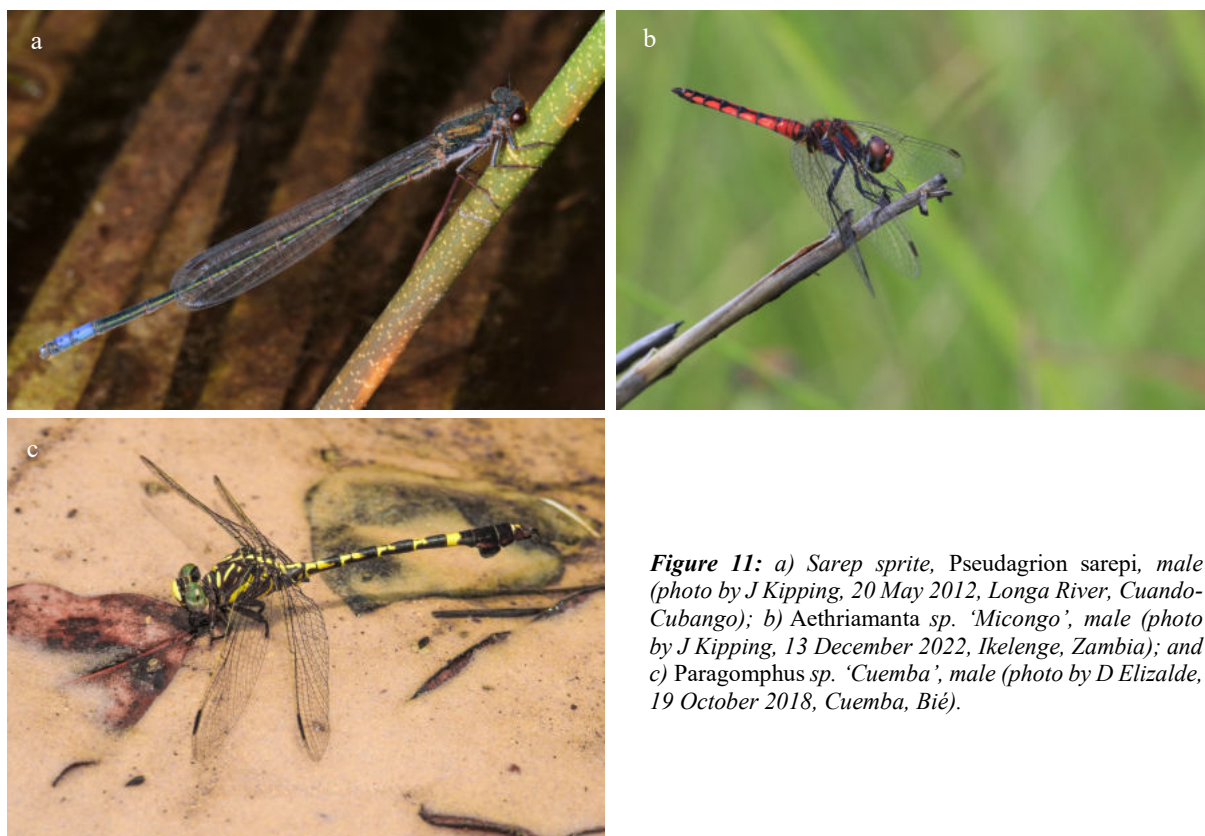 a
b
c
Figure 11: a) Sarep sprite, Pseudagrion sarepi, male
(photo by J Kipping, 20 May 2012, Longa River, Cuando-
Cubango); b) Aethriamanta sp. ‘Micongo’, male (photo
by J Kipping, 13 December 2022, Ikelenge, Zambia); and
c) Paragomphus sp. ‘Cuemba’, male (photo by D Elizalde,
19 October 2018, Cuemba, Bié).